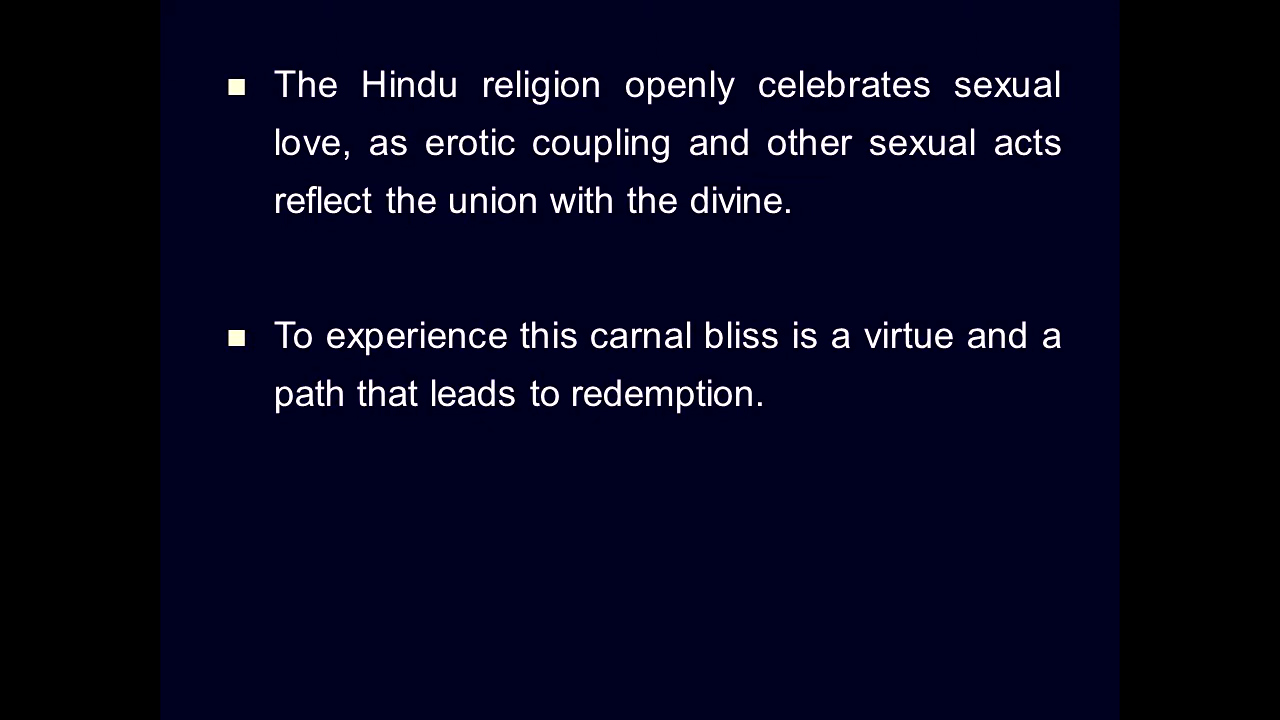 The Hindu religion openly celebrates sexual
love, as erotic coupling and other sexual acts
reflect the union with the divine.
To experience this carnal bliss is a virtue and a
path that leads to redemption.